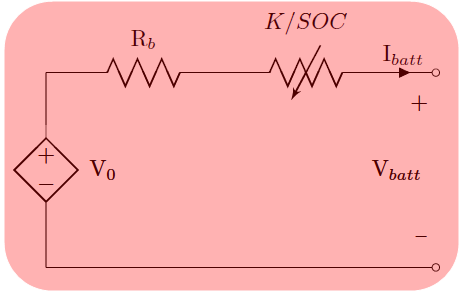 K/SOC
R_b
I_batt
+
+
−
V_0
V_batt
−